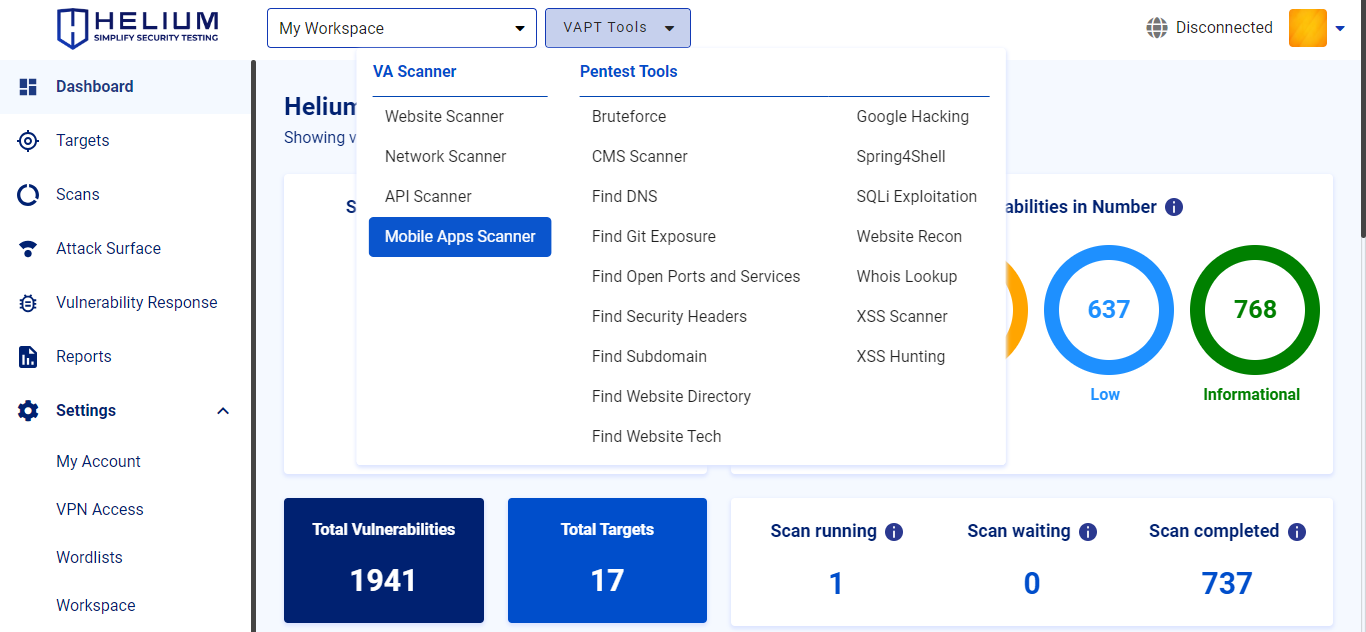 HELIUM
SIMPLIFY SECURITY TESTING
My Workspace
VAPT Tools
Disconnected
Dashboard
Targets
Scans
Attack Surface
Vulnerability Response
Reports
Settings
My Account
VPN Access
Wordlists
Workspace
VA Scanner
Website Scanner
Network Scanner
API Scanner
Mobile Apps Scanner
Pentest Tools
Bruteforce
CMS Scanner
Find DNS
Find Git Exposure
Find Open Ports and Services
Find Security Headers
Find Subdomain
Find Website Directory
Find Website Tech
Google Hacking
Spring4Shell
SQLi Exploitation
Website Recon
Whois Lookup
XSS Scanner
XSS Hunting
Helium
Showing
in Number
637
Low
768
Informational
Total Vulnerabilities
1941
Total Targets
17
Scan running
1
Scan waiting
0
Scan completed
737